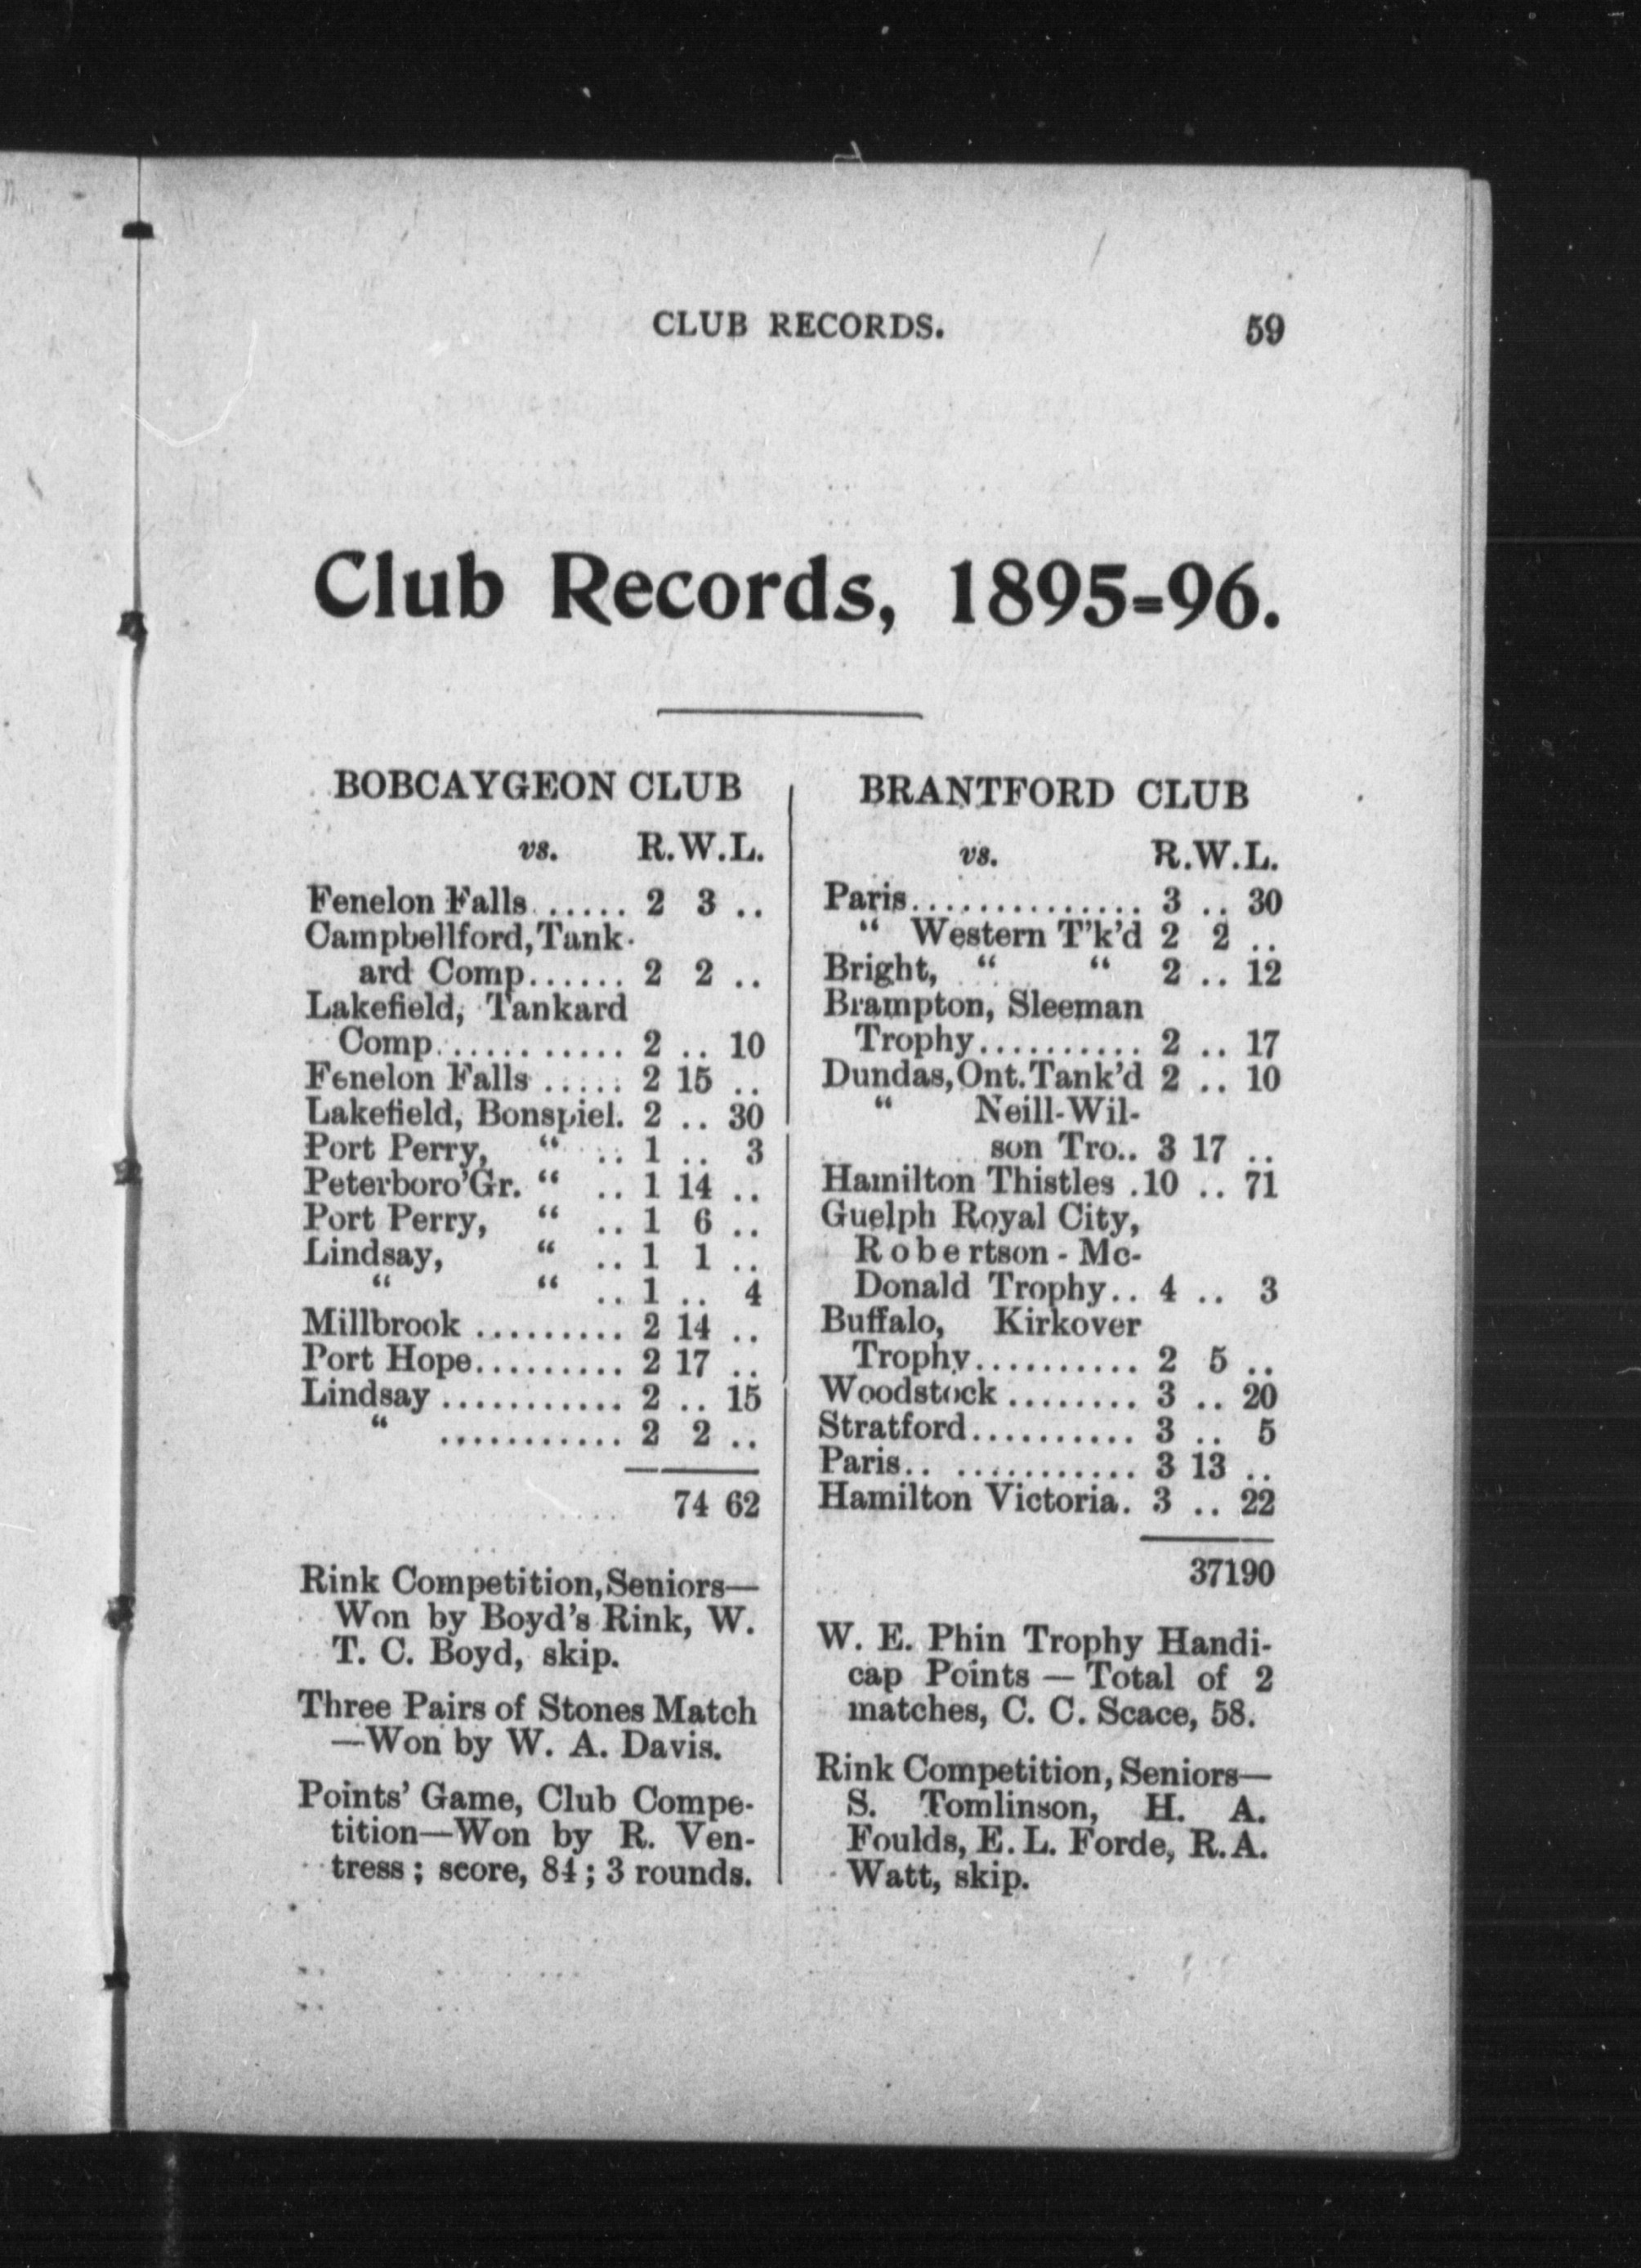 CLUB RECORDS. 59
Club Records, 1895-96.
BOBCAYGEON CLUB
vs. R.W.L.
Fenelon Falls...... 2 3 ..
Campbellford, Tank-
ard Comp...... 2 2 ..
Lakefield, Tankard
Comp........... 2 .. 10
Fenelon Falls ..... 2 15 ..
Lakefield, Bonspiel. 2 .. 30
Port Perry, “ .. 1 .. 3
Peterboro'Gr. “ .. 1 14 ..
Port Perry, “ .. 1 6 ..
Lindsay, “ .. 1 1 ..
“ “ .. 1 .. 4
Millbrook ......... 2 14 ..
Port Hope......... 2 17 ..
Lindsay ........... 2 .. 15
“ ........... 2 2 ..
74 62
Rink Competition, Seniors—
Won by Boyd's Rink, W.
T. C. Boyd, skip.
Three Pairs of Stones Match
—Won by W. A. Davis.
Points' Game, Club Compe-
tition—Won by R. Ven-
tress; score, 84; 3 rounds.
BRANTFORD CLUB
vs. R.W.L.
Paris.............. 3 .. 30
“ Western T'k'd 2 2 ..
Bright, “ “ 2 .. 12
Brampton, Sleeman
Trophy.......... 2 .. 17
Dundas, Ont. Tank'd 2 .. 10
“ Neill-Wil-
son Tro.. 3 17 ..
Hamilton Thistles .10 .. 71
Guelph Royal City,
Robertson - Mc-
Donald Trophy.. 4 .. 3
Buffalo, Kirkover
Trophy.......... 2 5 ..
Woodstock ........ 3 .. 20
Stratford.......... 3 .. 5
Paris.. ........... 3 13 ..
Hamilton Victoria. 3 .. 22
37190
W. E. Phin Trophy Handi-
cap Points — Total of 2
matches, C. C. Scace, 58.
Rink Competition, Seniors—
S. Tomlinson, H. A.
Foulds, E. L. Forde, R. A.
Watt, skip.